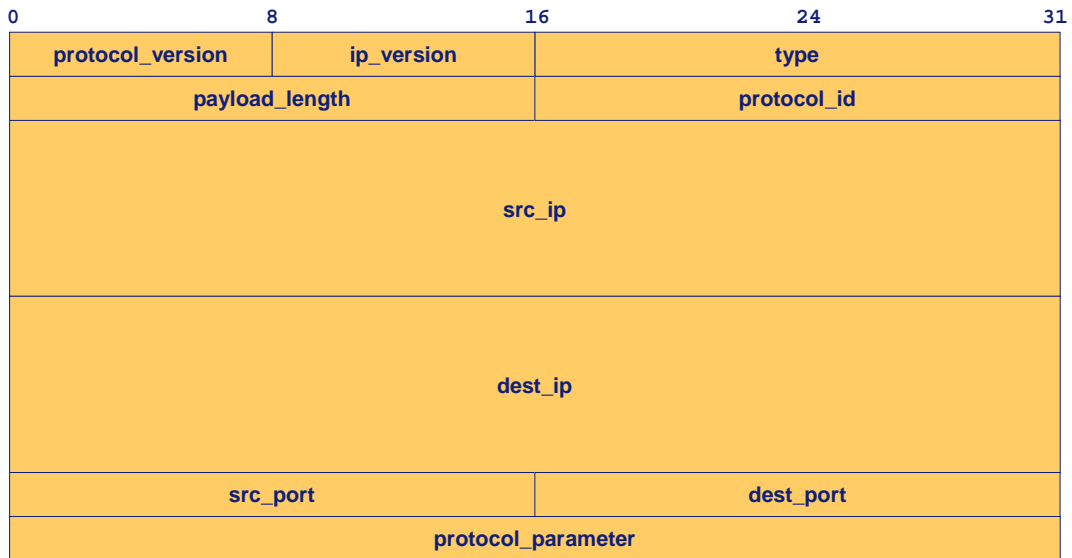 0 8 16 24 31
protocol_version ip_version type
payload_length protocol_id
src_ip
dest_ip
src_port dest_port
protocol_parameter